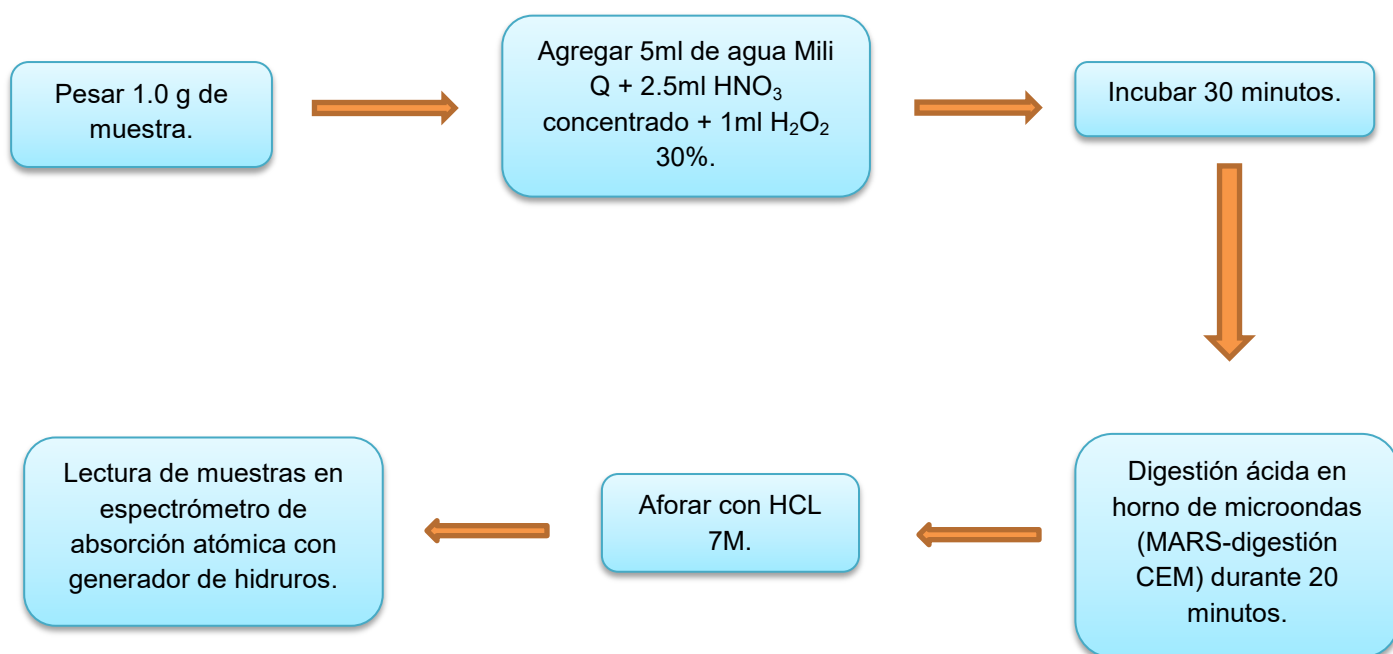 Pesar 1.0 g de
muestra.
Agregar 5ml de agua Mili
Q + 2.5ml HNO₃
concentrado + 1ml H₂O₂
30%.
Incubar 30 minutos.
Digestión ácida en
horno de microondas
(MARS-digestión
CEM) durante 20
minutos.
Aforar con HCL
7M.
Lectura de muestras en
espectrómetro de
absorción atómica con
generador de hidruros.